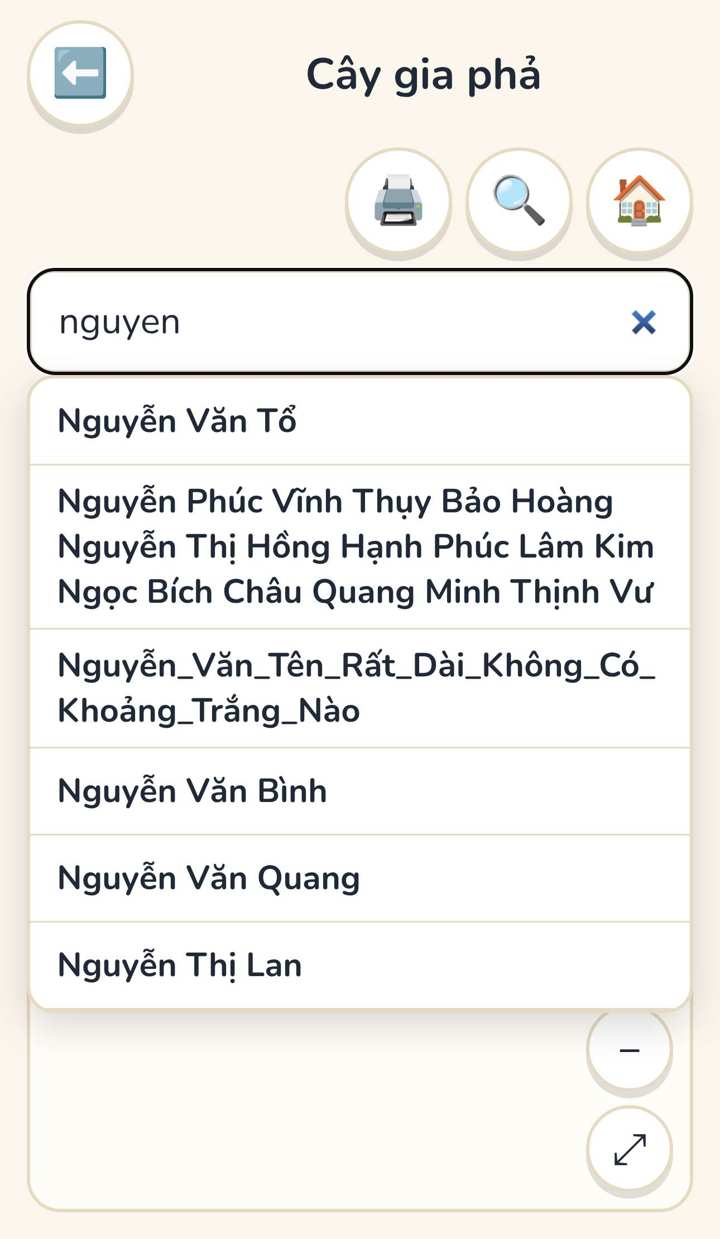 Cây gia phả
nguyen
Nguyễn Văn Tổ
Nguyễn Phúc Vĩnh Thụy Bảo Hoàng
Nguyễn Thị Hồng Hạnh Phúc Lâm Kim
Ngọc Bích Châu Quang Minh Thịnh Vư
Nguyễn_Văn_Tên_Rất_Dài_Không_Có_
Khoảng_Trắng_Nào
Nguyễn Văn Bình
Nguyễn Văn Quang
Nguyễn Thị Lan